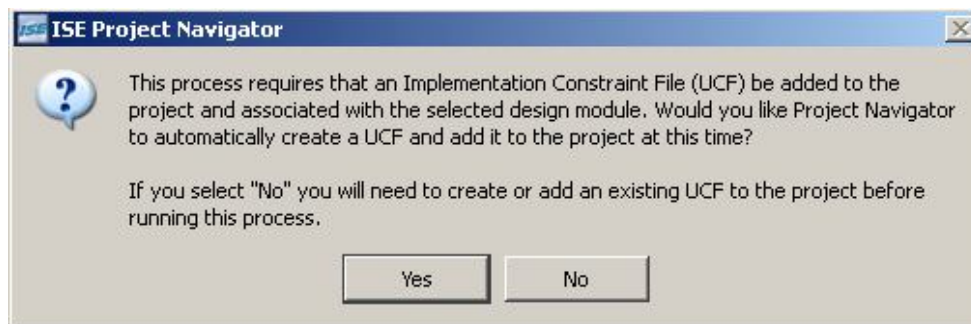 ISE ISE Project Navigator
This process requires that an Implementation Constraint File (UCF) be added to the
project and associated with the selected design module. Would you like Project Navigator
to automatically create a UCF and add it to the project at this time?
If you select "No" you will need to create or add an existing UCF to the project before
running this process.
Yes No